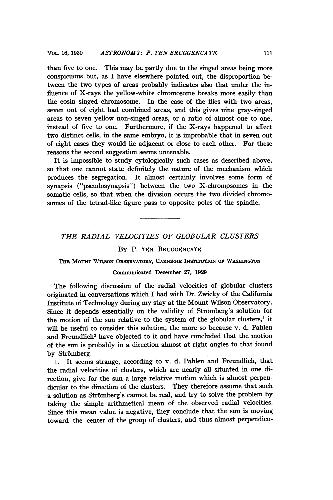 VOL. 16, 1930 ASTRONOMY: P. TEN BRUGGENCATE 111
than five to one. This may be partly due to the singed areas being more
conspicuous but, as I have elsewhere pointed out, the disproportion be-
tween the two types of areas probably indicates also that under the in-
fluence of X-rays the yellow-white chromosome breaks more easily than
the eosin singed chromosome. In the case of the flies with two areas,
seven out of eight had combined areas, and this gives nine gray-singed
areas to seven yellow non-singed areas, or a ratio of almost one to one,
instead of five to one. Furthermore, if the X-rays happened to affect
two distinct cells, in the same embryo, it is improbable that in seven out
of eight cases they would lie adjacent or close to each other. For these
reasons the second suggestion seems untenable.
It is impossible to study cytologically such cases as described above,
so that one cannot state definitely the nature of the mechanism which
produces the segregation. It almost certainly involves some form of
synapsis ("pseudosynapsis") between the two X-chromosomes in the
somatic cells, so that when the division occurs the two divided chromo-
somes of the tetrad-like figure pass to opposite poles of the spindle.
THE RADIAL VELOCITIES OF GLOBULAR CLUSTERS
BY P. TEN BRUGGENCATE
THE MOUNT WILSON OBSERVATORY, CARNEGIE INSTITUTION OF WASHINGTON
Communicated December 27, 1929
The following discussion of the radial velocities of globular clusters
originated in conversations which I had with Dr. Zwicky of the California
Institute of Technology during my stay at the Mount Wilson Observatory.
Since it depends essentially on the validity of Strömberg's solution for
the motion of the sun relative to the system of the globular clusters,¹ it
will be useful to consider this solution, the more so because v. d. Pahlen
and Freundlich² have objected to it and have concluded that the motion
of the sun is probably in a direction almost at right angles to that found
by Strömberg.
1. It seems strange, according to v. d. Pahlen and Freundlich, that
the radial velocities of clusters, which are nearly all situated in one di-
rection, give for the sun a large relative motion which is almost perpen-
dicular to the direction of the clusters. They therefore assume that such
a solution as Strömberg's cannot be real, and try to solve the problem by
taking the simple arithmetical mean of the observed radial velocities.
Since this mean value is negative, they conclude that the sun is moving
toward the center of the group of clusters, and thus almost perpendicu-